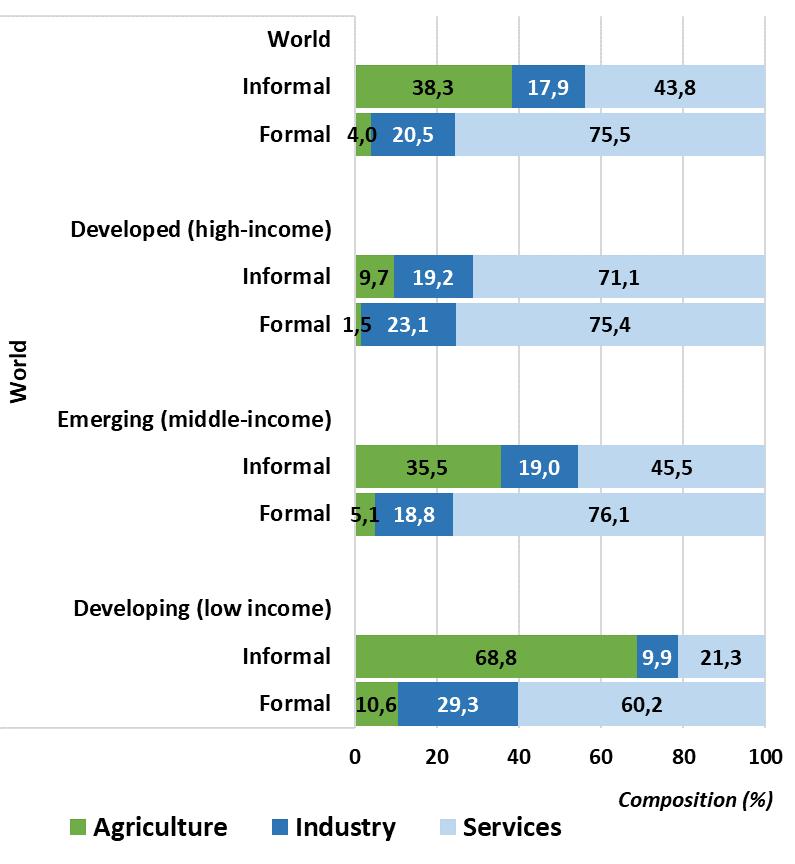 World
Informal 38,3 17,9 43,8
Formal 4,0 20,5 75,5
Developed (high-income)
Informal 9,7 19,2 71,1
Formal 1,5 23,1 75,4
World
Emerging (middle-income)
Informal 35,5 19,0 45,5
Formal 5,1 18,8 76,1
Developing (low income)
Informal 68,8 9,9 21,3
Formal 10,6 29,3 60,2
0 20 40 60 80 100
Composition (%)
Agriculture Industry Services